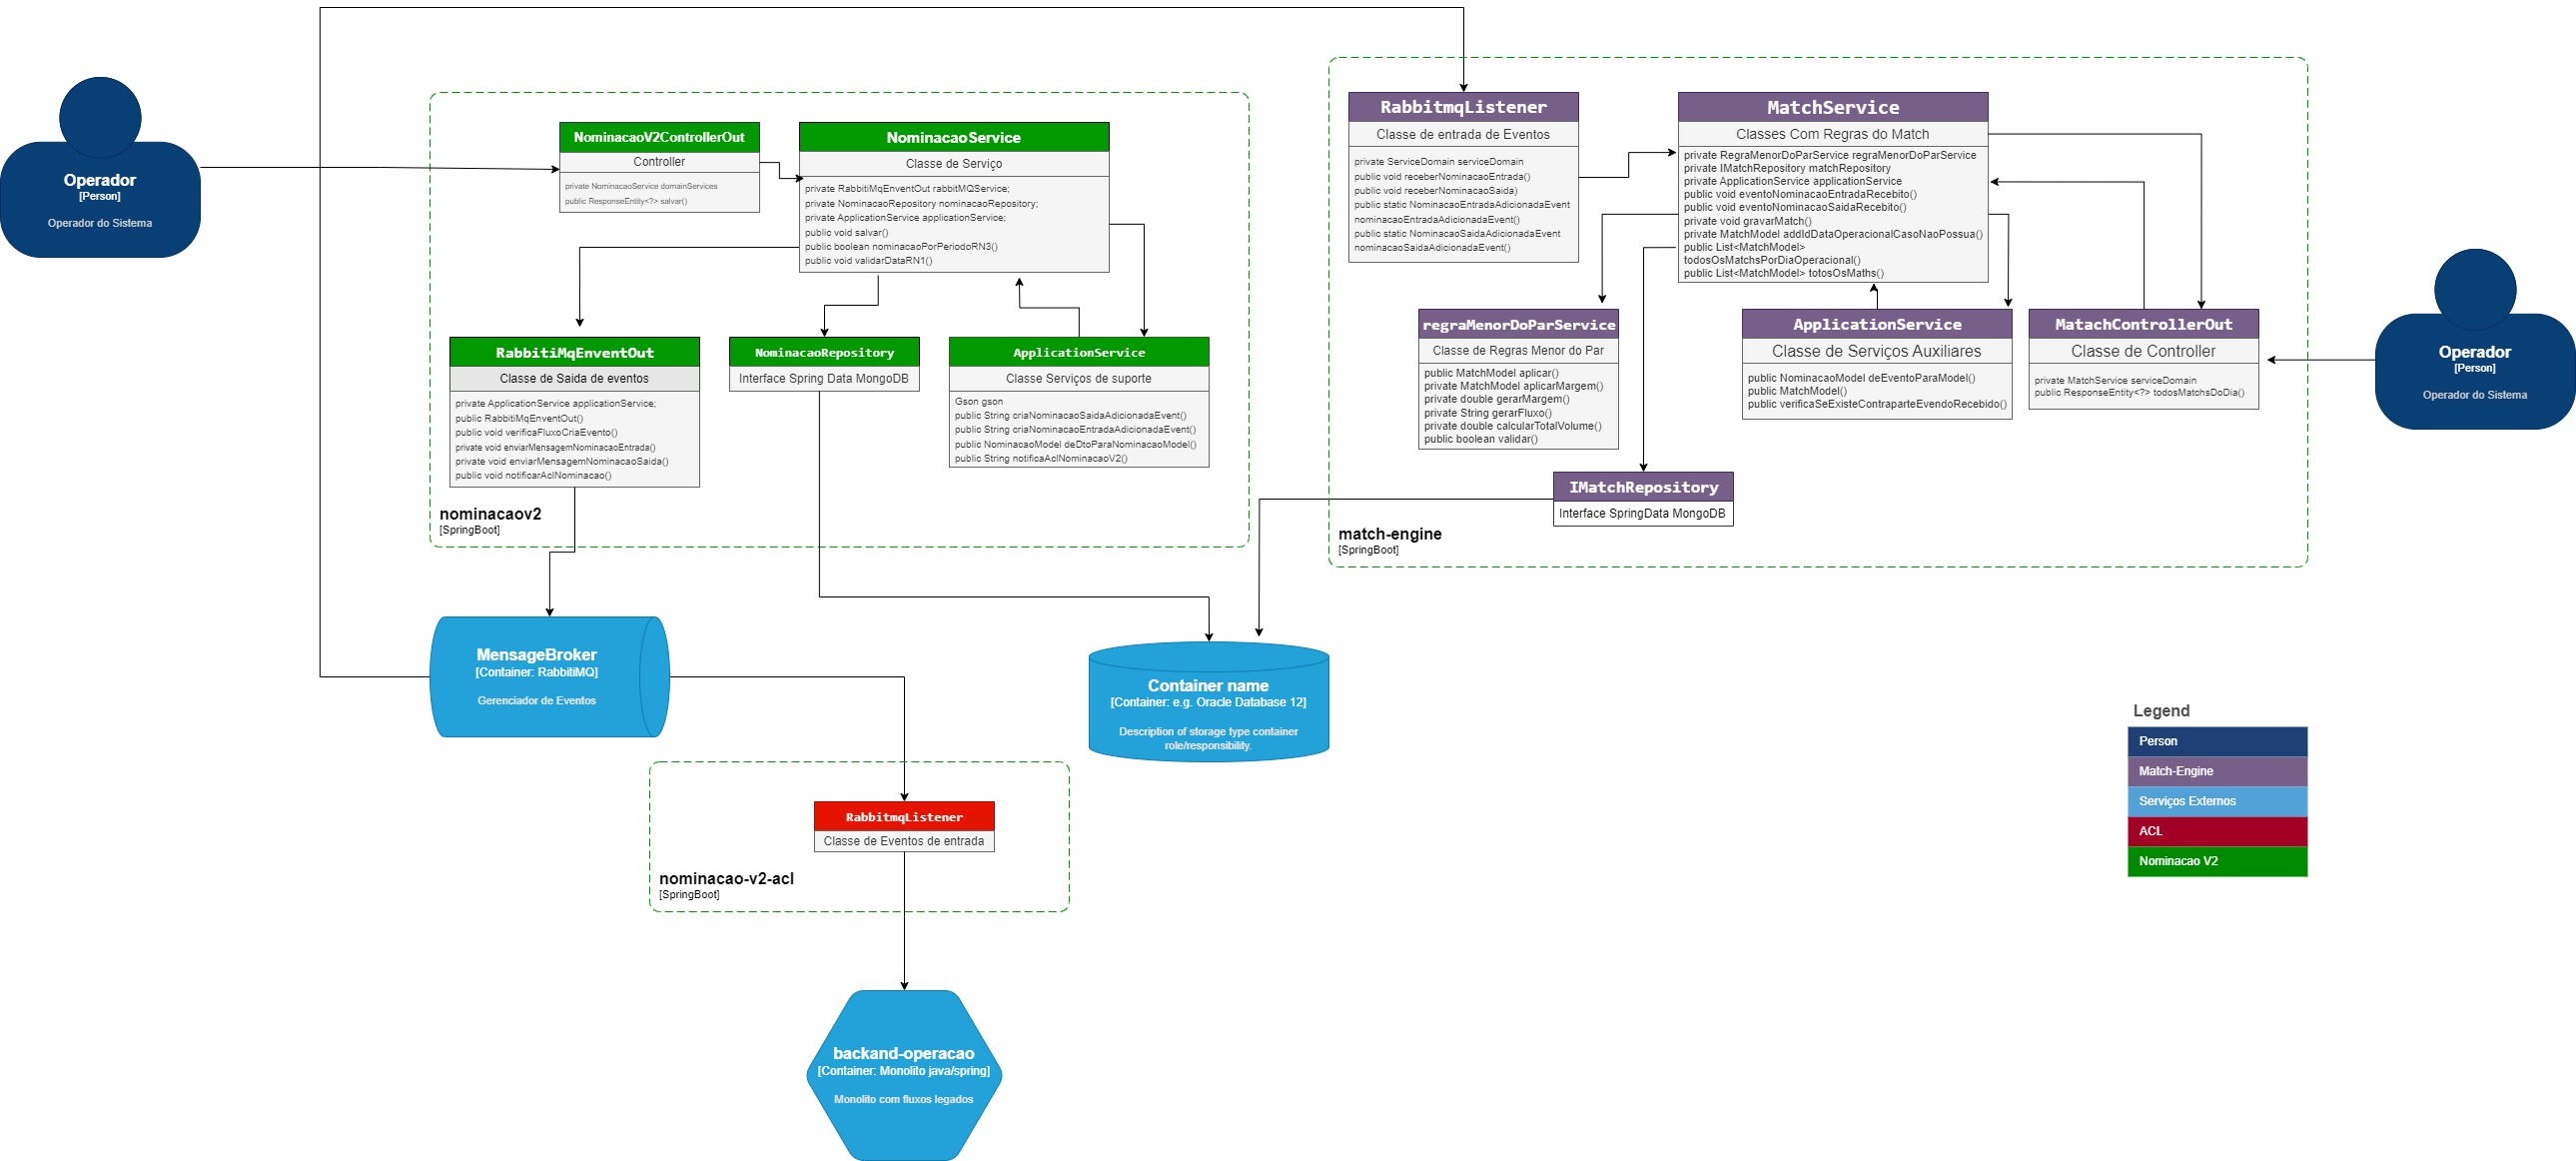 Operador
[Person]
Operador do Sistema
NominacaoV2ControllerOut
Controller
private NominacaoService domainServices
public ResponseEntity<?> salvar()
NominacaoService
Classe de Serviço
private RabbitiMqEnventOut rabbitMQService;
private NominacaoRepository nominacaoRepository;
private ApplicationService applicationService;
public void salvar()
public boolean nominacaoPorPeriodoRN3()
public void validarDataRN1()
RabbitiMqEnventOut
Classe de Saida de eventos
private ApplicationService applicationService;
public RabbitiMqEnventOut()
public void verificaFluxoCriaEvento()
private void enviarMensagemNominacaoEntrada()
private void enviarMensagemNominacaoSaida()
public void notificarAclNominacao()
NominacaoRepository
Interface Spring Data MongoDB
ApplicationService
Classe Serviços de suporte
Gson gson
public String criaNominacaoSaidaAdicionadaEvent()
public String criaNominacaoEntradaAdicionadaEvent()
public NominacaoModel deDtoParaNominacaoModel()
public String notificaAclNominacaoV2()
nominacaov2
[SpringBoot]
RabbitmqListener
Classe de entrada de Eventos
private ServiceDomain serviceDomain
public void receberNominacaoEntrada()
public void receberNominacaoSaida)
public static NominacaoEntradaAdicionadaEvent
nominacaoEntradaAdicionadaEvent()
public static NominacaoSaidaAdicionadaEvent
nominacaoSaidaAdicionadaEvent()
MatchService
Classes Com Regras do Match
private RegraMenorDoParService regraMenorDoParService
private IMatchRepository matchRepository
private ApplicationService applicationService
public void eventoNominacaoEntradaRecebito()
public void eventoNominacaoSaidaRecebito()
private void gravarMatch()
private MatchModel addIdDataOperacionalCasoNaoPossua()
public List<MatchModel>
todosOsMatchsPorDiaOperacional()
public List<MatchModel> totosOsMaths()
regraMenorDoParService
Classe de Regras Menor do Par
public MatchModel aplicar()
private MatchModel aplicarMargem()
private double gerarMargem()
private String gerarFluxo()
private double calcularTotalVolume()
public boolean validar()
ApplicationService
Classe de Serviços Auxiliares
public NominacaoModel deEventoParaModel()
public MatchModel()
public verificaSeExisteContraparteEvendoRecebido()
MatachControllerOut
Classe de Controller
private MatchService serviceDomain
public ResponseEntity<?> todosMatchsDoDia()
Operador
[Person]
Operador do Sistema
IMatchRepository
Interface SpringData MongoDB
match-engine
[SpringBoot]
MensageBroker
[Container: RabbitiMQ]
Gerenciador de Eventos
Container name
[Container: e.g. Oracle Database 12]
Description of storage type container
role/responsibility.
RabbitmqListener
Classe de Eventos de entrada
nominacao-v2-acl
[SpringBoot]
backand-operacao
[Container: Monolito java/spring]
Monolito com fluxos legados
Legend
Person
Match-Engine
Serviços Externos
ACL
Nominacao V2